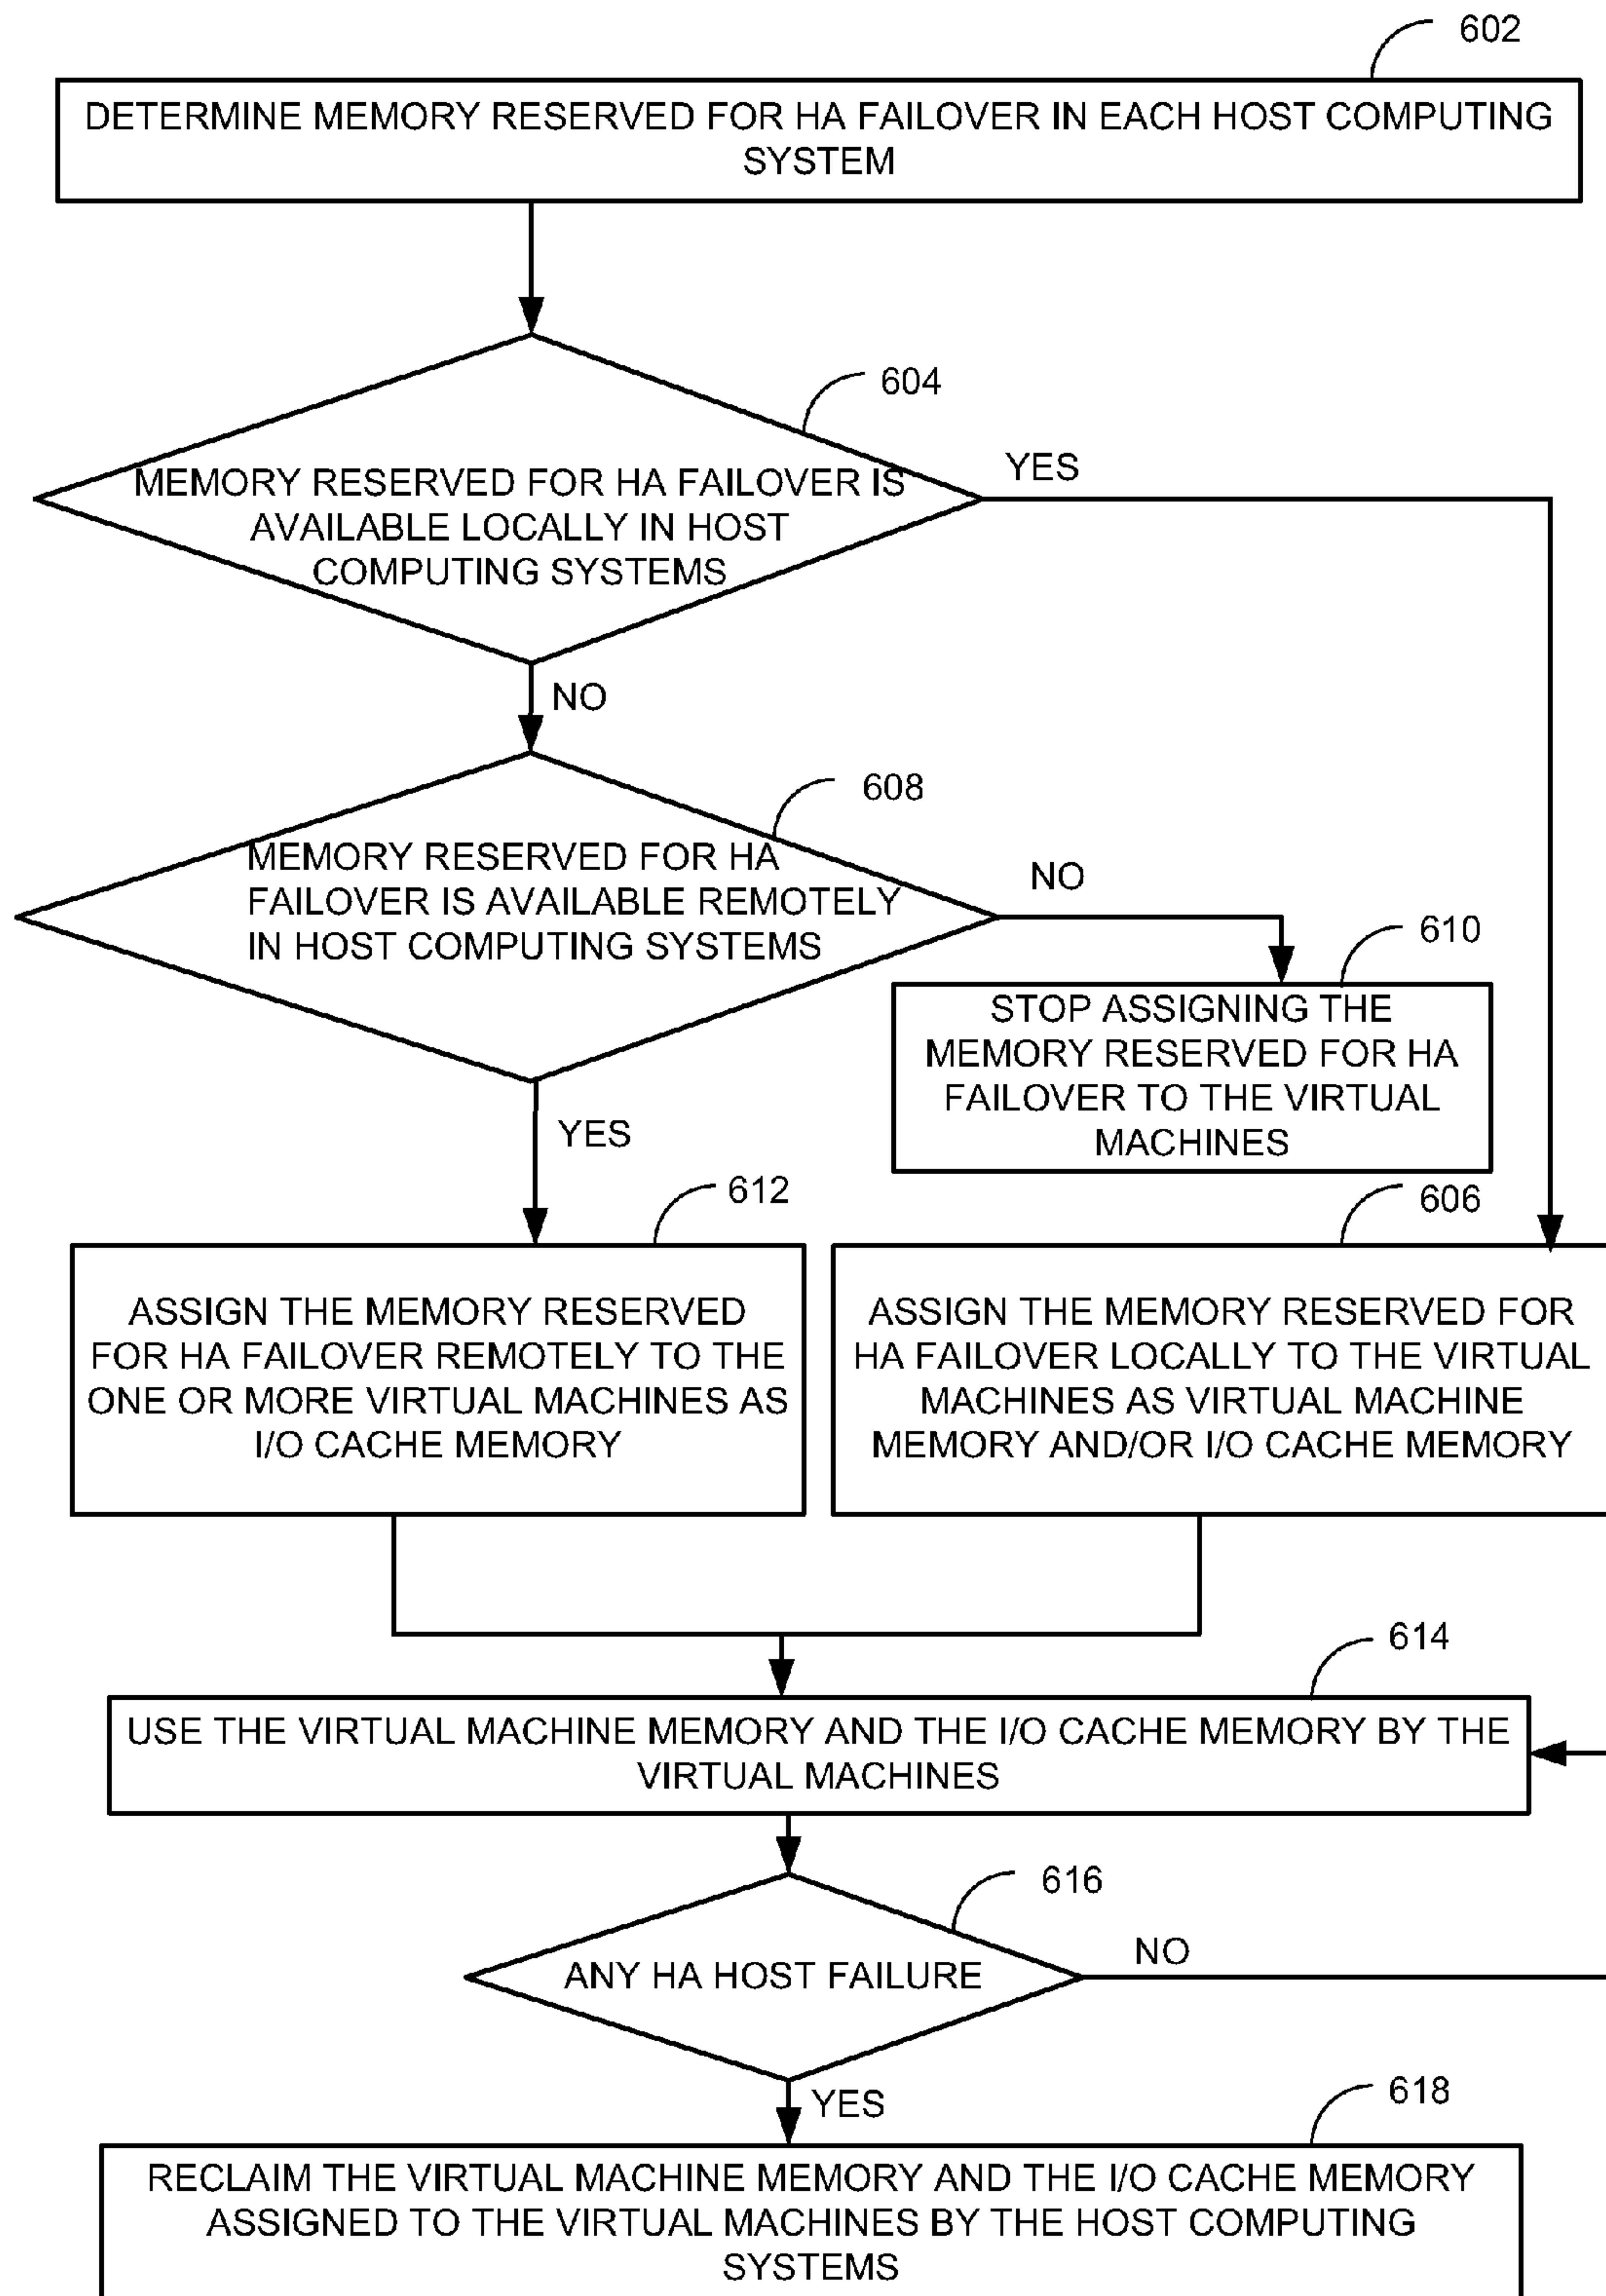 602
DETERMINE MEMORY RESERVED FOR HA FAILOVER IN EACH HOST COMPUTING
SYSTEM
604
MEMORY RESERVED FOR HA FAILOVER IS
AVAILABLE LOCALLY IN HOST
COMPUTING SYSTEMS
YES
NO
608
MEMORY RESERVED FOR HA
FAILOVER IS AVAILABLE REMOTELY
IN HOST COMPUTING SYSTEMS
NO
610
STOP ASSIGNING THE
MEMORY RESERVED FOR HA
FAILOVER TO THE VIRTUAL
MACHINES
YES
612
ASSIGN THE MEMORY RESERVED
FOR HA FAILOVER REMOTELY TO THE
ONE OR MORE VIRTUAL MACHINES AS
I/O CACHE MEMORY
606
ASSIGN THE MEMORY RESERVED FOR
HA FAILOVER LOCALLY TO THE VIRTUAL
MACHINES AS VIRTUAL MACHINE
MEMORY AND/OR I/O CACHE MEMORY
614
USE THE VIRTUAL MACHINE MEMORY AND THE I/O CACHE MEMORY BY THE
VIRTUAL MACHINES
616
ANY HA HOST FAILURE
NO
YES
618
RECLAIM THE VIRTUAL MACHINE MEMORY AND THE I/O CACHE MEMORY
ASSIGNED TO THE VIRTUAL MACHINES BY THE HOST COMPUTING
SYSTEMS